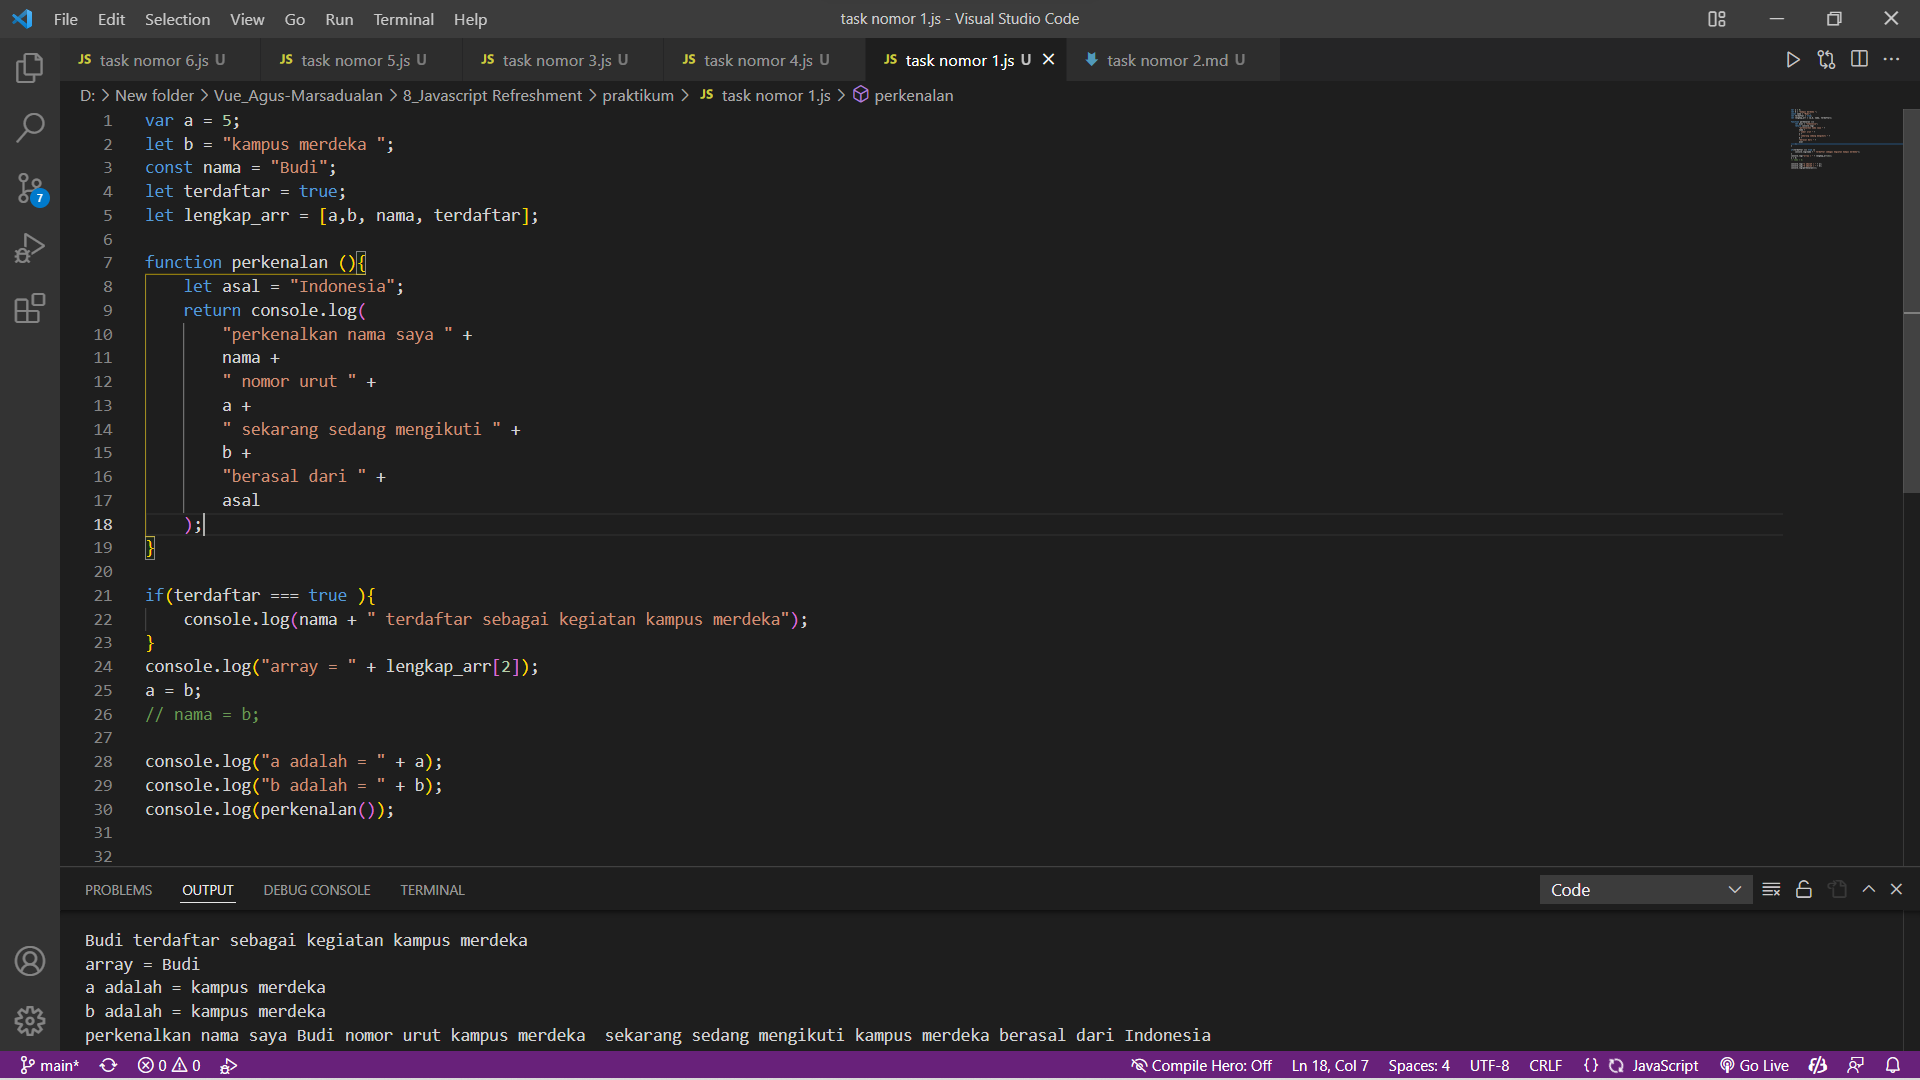 File Edit Selection View Go Run Terminal Help
task nomor 1.js - Visual Studio Code
JS task nomor 6.js U
JS task nomor 5.js U
JS task nomor 3.js U
JS task nomor 4.js U
JS task nomor 1.js U
task nomor 2.md U
D: > New folder > Vue_Agus-Marsadualan > 8_Javascript Refreshment > praktikum > JS task nomor 1.js > perkenalan
7
1 var a = 5;
2 let b = "kampus merdeka ";
3 const nama = "Budi";
4 let terdaftar = true;
5 let lengkap_arr = [a,b, nama, terdaftar];
6
7 function perkenalan (){
8     let asal = "Indonesia";
9     return console.log(
10         "perkenalkan nama saya " +
11         nama +
12         " nomor urut " +
13         a +
14         " sekarang sedang mengikuti " +
15         b +
16         "berasal dari " +
17         asal
18     );
19 }
20
21 if(terdaftar === true ){
22     console.log(nama + " terdaftar sebagai kegiatan kampus merdeka");
23 }
24 console.log("array = " + lengkap_arr[2]);
25 a = b;
26 // nama = b;
27
28 console.log("a adalah = " + a);
29 console.log("b adalah = " + b);
30 console.log(perkenalan());
31
32
PROBLEMS OUTPUT DEBUG CONSOLE TERMINAL
Code
Budi terdaftar sebagai kegiatan kampus merdeka
array = Budi
a adalah = kampus merdeka
b adalah = kampus merdeka
perkenalkan nama saya Budi nomor urut kampus merdeka  sekarang sedang mengikuti kampus merdeka berasal dari Indonesia
main* 0 0
Compile Hero: Off Ln 18, Col 7 Spaces: 4 UTF-8 CRLF {} JavaScript Go Live